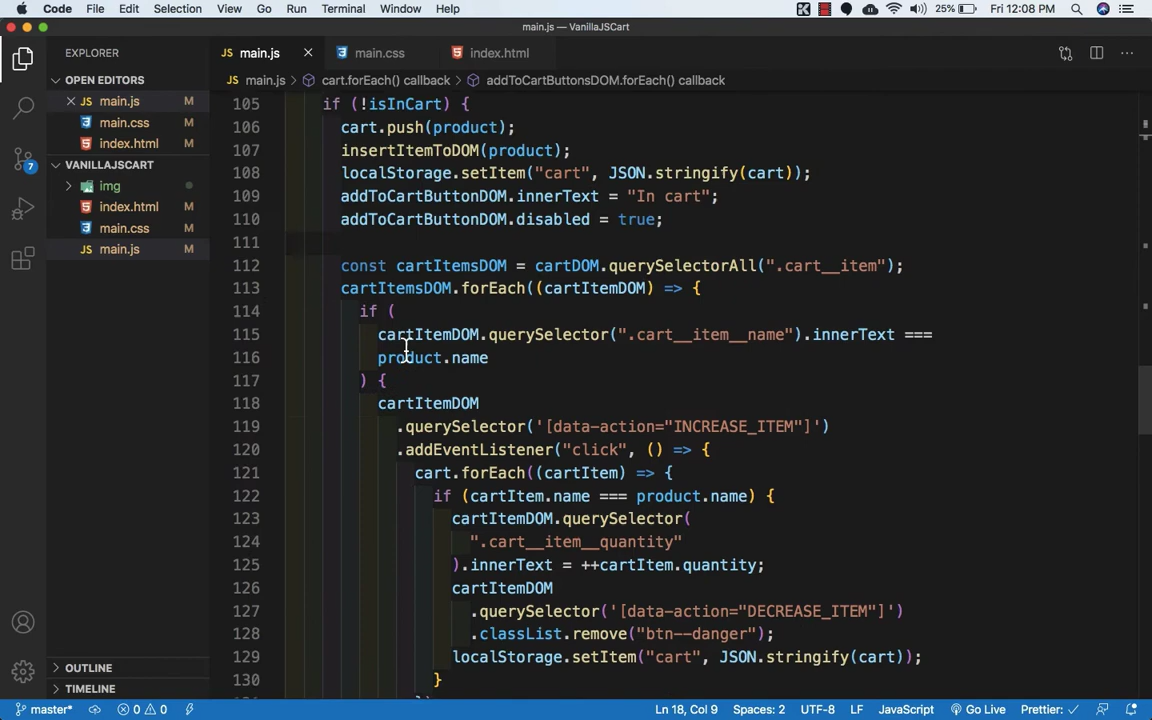 Code File Edit Selection View Go Run Terminal Window Help 25% Fri 12:08 PM
main.js — VanillaJSCart
EXPLORER
main.js main.css index.html
OPEN EDITORS
main.js > cart.forEach() callback > addToCartButtonsDOM.forEach() callback
main.js M
main.css M
index.html M
VANILLAJSCART
img
index.html M
main.css M
main.js M
OUTLINE
TIMELINE
7
105 if (!isInCart) {
106 cart.push(product);
107 insertItemToDOM(product);
108 localStorage.setItem("cart", JSON.stringify(cart));
109 addToCartButtonDOM.innerText = "In cart";
110 addToCartButtonDOM.disabled = true;
111
112 const cartItemsDOM = cartDOM.querySelectorAll(".cart__item");
113 cartItemsDOM.forEach((cartItemDOM) => {
114 if (
115 cartItemDOM.querySelector(".cart__item__name").innerText ===
116 product.name
117 ) {
118 cartItemDOM
119 .querySelector('[data-action="INCREASE_ITEM"]')
120 .addEventListener("click", () => {
121 cart.forEach((cartItem) => {
122 if (cartItem.name === product.name) {
123 cartItemDOM.querySelector(
124 ".cart__item__quantity"
125 ).innerText = ++cartItem.quantity;
126 cartItemDOM
127 .querySelector('[data-action="DECREASE_ITEM"]')
128 .classList.remove("btn--danger");
129 localStorage.setItem("cart", JSON.stringify(cart));
130 }
master* 0 0 Ln 18, Col 9 Spaces: 2 UTF-8 LF JavaScript Go Live Prettier: ✓